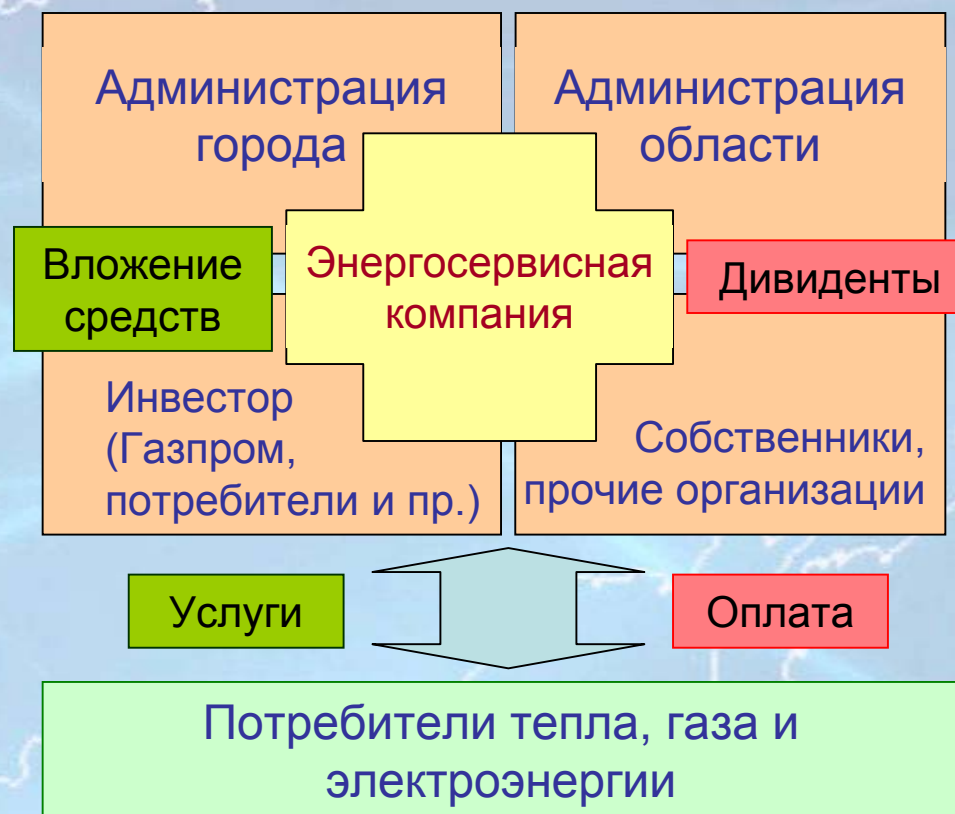 Администрация
города
Администрация
области
Вложение
средств
Энергосервисная
компания
Дивиденты
Инвестор
(Газпром,
потребители и пр.)
Собственники,
прочие организации
Услуги
Оплата
Потребители тепла, газа и
электроэнергии